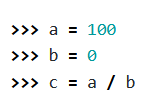 >>> a = 100
>>> b = 0
>>> c = a / b